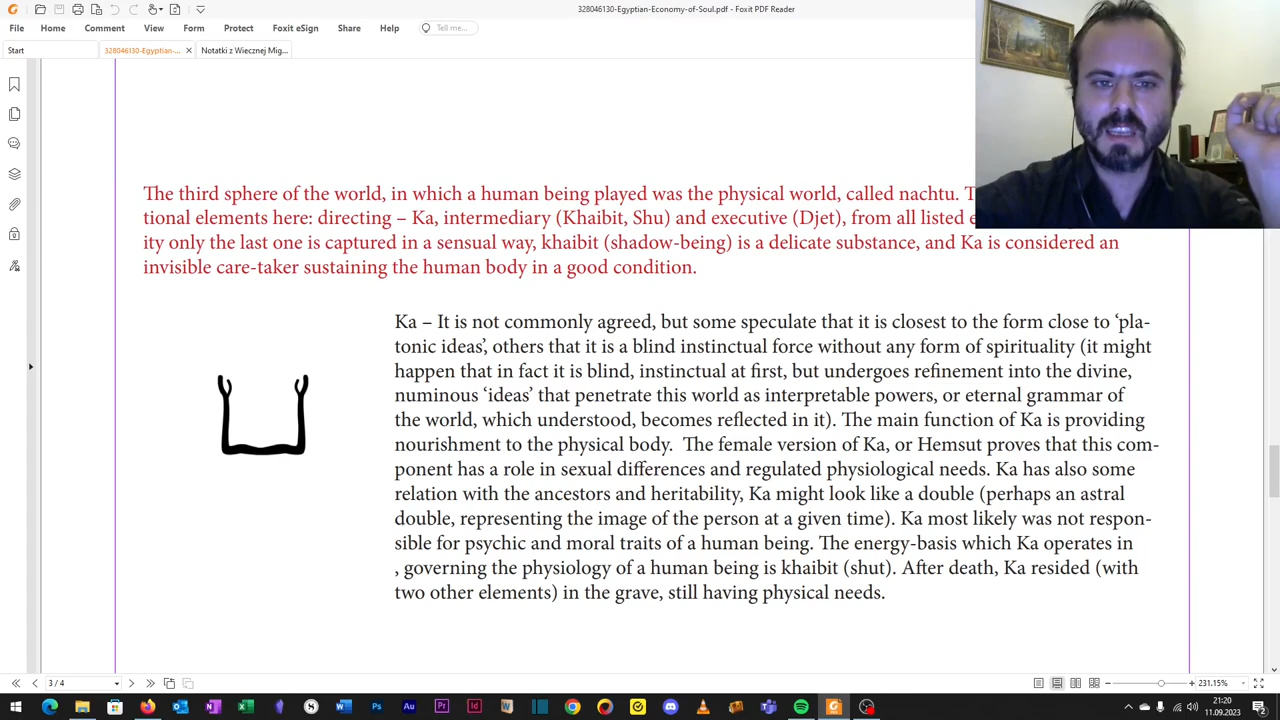 328046130-Egyptian-Economy-of-Soul.pdf - Foxit PDF Reader
File Home Comment View Form Protect Foxit eSign Share Help Tell me...
Start 328046130-Egyptian-... Notatki z Wiecznej Mig...
The third sphere of the world, in which a human being played was the physical world, called nachtu.
tional elements here: directing – Ka, intermediary (Khaibit, Shu) and executive (Djet), from all listed
ity only the last one is captured in a sensual way, khaibit (shadow-being) is a delicate substance, and Ka is considered an
invisible care-taker sustaining the human body in a good condition.
Ka – It is not commonly agreed, but some speculate that it is closest to the form close to ‘pla-
tonic ideas’, others that it is a blind instinctual force without any form of spirituality (it might
happen that in fact it is blind, instinctual at first, but undergoes refinement into the divine,
numinous ‘ideas’ that penetrate this world as interpretable powers, or eternal grammar of
the world, which understood, becomes reflected in it). The main function of Ka is providing
nourishment to the physical body. The female version of Ka, or Hemsut proves that this com-
ponent has a role in sexual differences and regulated physiological needs. Ka has also some
relation with the ancestors and heritability, Ka might look like a double (perhaps an astral
double, representing the image of the person at a given time). Ka most likely was not respon-
sible for psychic and moral traits of a human being. The energy-basis which Ka operates in
, governing the physiology of a human being is khaibit (shut). After death, Ka resided (with
two other elements) in the grave, still having physical needs.
3 / 4 231.15%
21:20
11.09.2023